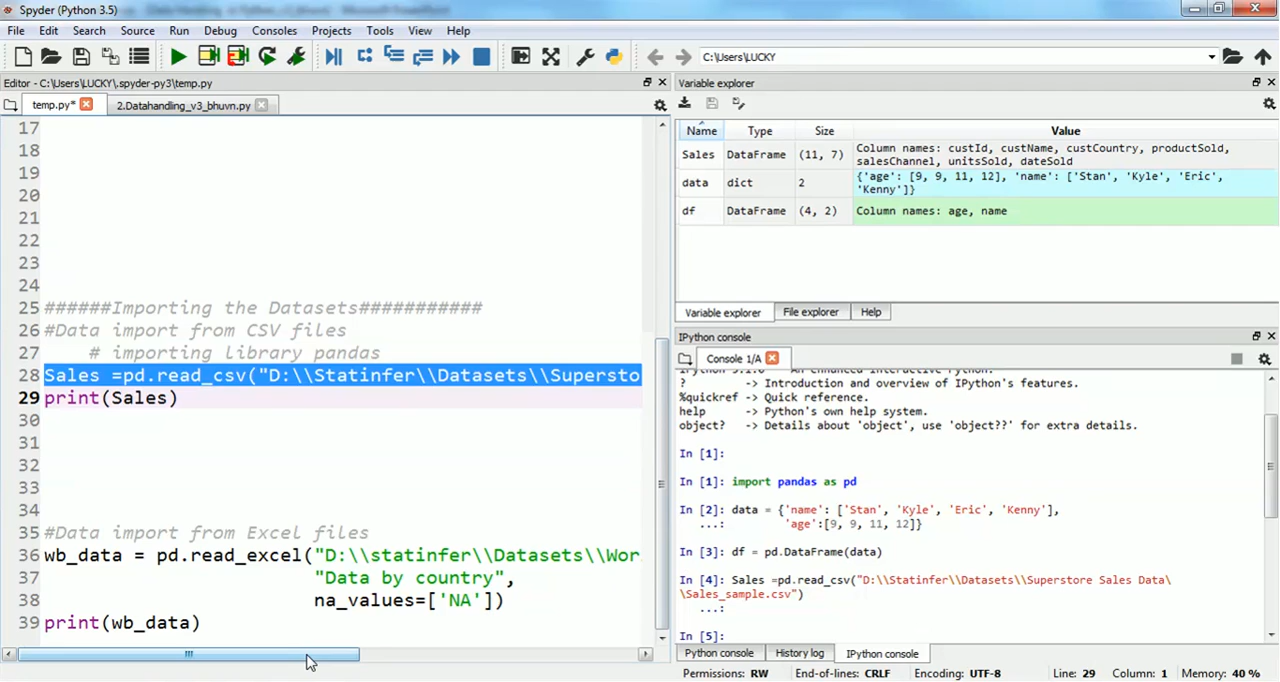 Spyder (Python 3.5)
File Edit Search Source Run Debug Consoles Projects Tools View Help
C:\Users\LUCKY
Editor - C:\Users\LUCKY\.spyder-py3\temp.py
temp.py* 2.Datahandling_v3_bhuvn.py
17
18
19
20
21
22
23
24
25 ######Importing the Datasets###########
26 #Data import from CSV files
27 # importing library pandas
28 Sales =pd.read_csv("D:\\Statinfer\\Datasets\\Supersto
29 print(Sales)
30
31
32
33
34
35 #Data import from Excel files
36 wb_data = pd.read_excel("D:\\statinfer\\Datasets\\Wor
37 "Data by country",
38 na_values=['NA'])
39 print(wb_data)
Variable explorer
Name Type Size Value
Sales DataFrame (11, 7) Column names: custId, custName, custCountry, productSold,
salesChannel, unitsSold, dateSold
data dict 2 {'age': [9, 9, 11, 12], 'name': ['Stan', 'Kyle', 'Eric',
'Kenny']}
df DataFrame (4, 2) Column names: age, name
Variable explorer File explorer Help
IPython console
Console 1/A
? -> Introduction and overview of IPython's features.
%quickref -> Quick reference.
help -> Python's own help system.
object? -> Details about 'object', use 'object??' for extra details.
In [1]:
In [1]: import pandas as pd
In [2]: data = {'name': ['Stan', 'Kyle', 'Eric', 'Kenny'],
...: 'age':[9, 9, 11, 12]}
In [3]: df = pd.DataFrame(data)
In [4]: Sales =pd.read_csv("D:\\Statinfer\\Datasets\\Superstore Sales Data\
\Sales_sample.csv")
...:
In [5]:
Python console History log IPython console
Permissions: RW End-of-lines: CRLF Encoding: UTF-8 Line: 29 Column: 1 Memory: 40 %